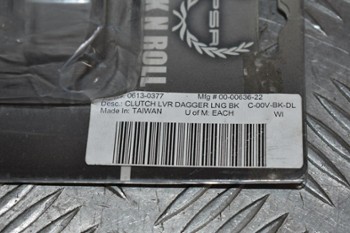 PSR
K N ROLL
0613-0377 Mfg # 00-00636-22
Desc.: CLUTCH LVR DAGGER LNG BK C-00V-BK-DL
Made In: TAIWAN U of M: EACH WI